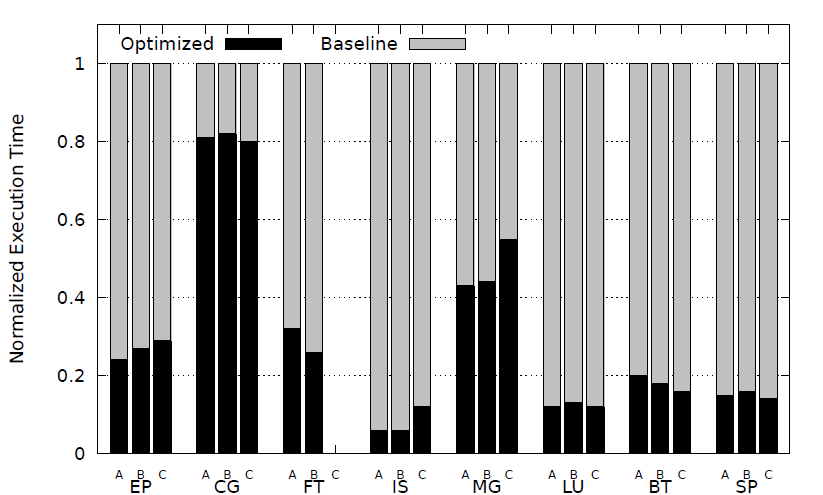 Optimized Baseline
Normalized Execution Time
1
0.8
0.6
0.4
0.2
0
A B C A B C A B C A B C A B C A B C A B C A B C
EP CG FT IS MG LU BT SP